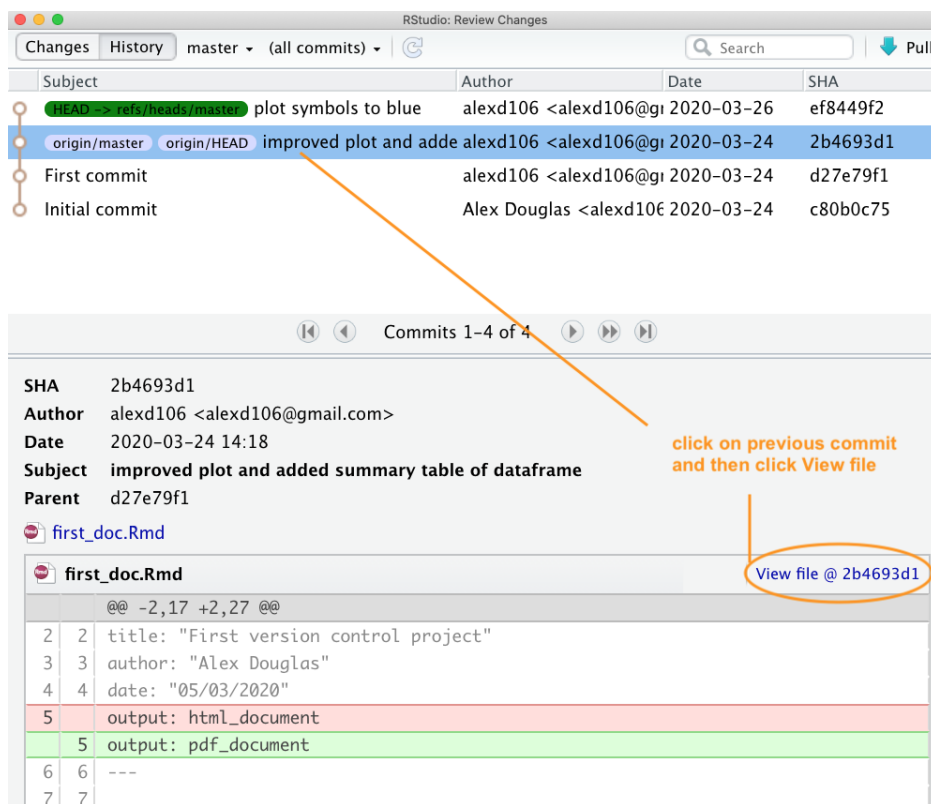 RStudio: Review Changes
Changes History master (all commits) Search Pull
Subject Author Date SHA
HEAD -> refs/heads/master plot symbols to blue alexd106 <alexd106@gr 2020-03-26 ef8449f2
origin/master origin/HEAD improved plot and adde alexd106 <alexd106@gr 2020-03-24 2b4693d1
First commit alexd106 <alexd106@gr 2020-03-24 d27e79f1
Initial commit Alex Douglas <alexd106 2020-03-24 c80b0c75
Commits 1-4 of 4
SHA 2b4693d1
Author alexd106 <alexd106@gmail.com>
Date 2020-03-24 14:18
Subject improved plot and added summary table of dataframe
Parent d27e79f1
click on previous commit
and then click View file
first_doc.Rmd
first_doc.Rmd View file @ 2b4693d1
@@ -2,17 +2,27 @@
2 2 title: "First version control project"
3 3 author: "Alex Douglas"
4 4 date: "05/03/2020"
5 output: html_document
5 output: pdf_document
6 6 ---
7 7